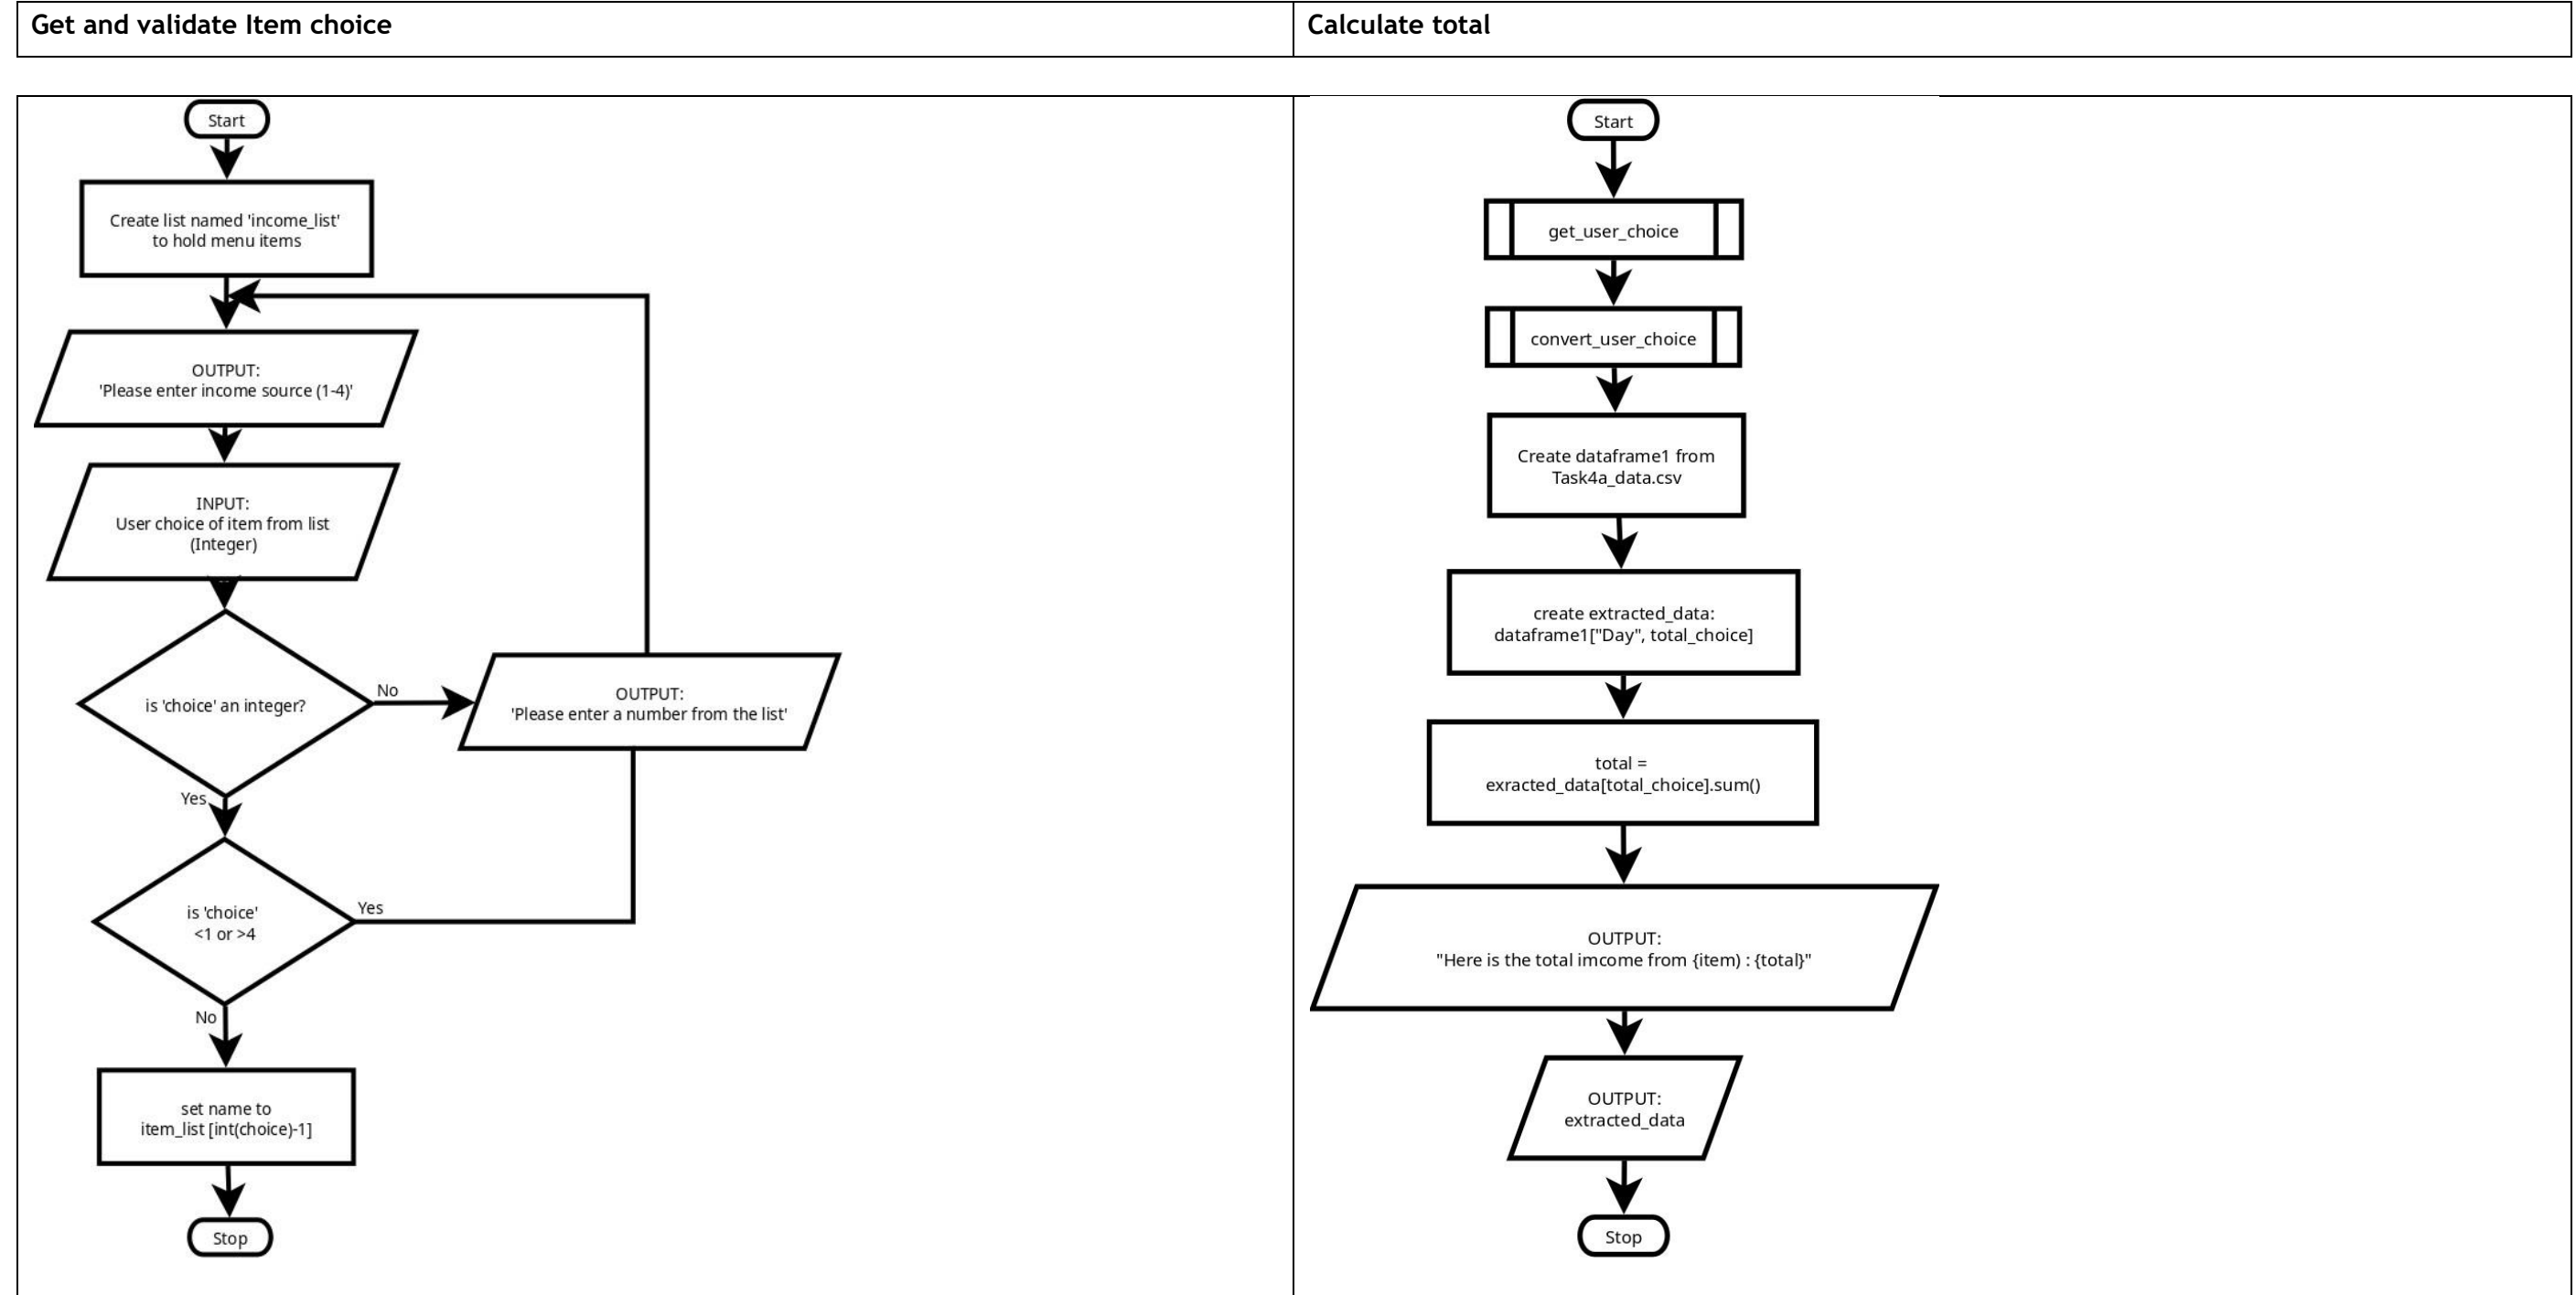 Get and validate Item choice
Calculate total
Start
Create list named 'income_list'
to hold menu items
OUTPUT:
'Please enter income source (1-4)'
INPUT:
User choice of item from list
(Integer)
is 'choice' an integer?
No
OUTPUT:
'Please enter a number from the list'
Yes
is 'choice'
<1 or >4
Yes
No
set name to
item_list [int(choice)-1]
Stop
Start
get_user_choice
convert_user_choice
Create dataframe1 from
Task4a_data.csv
create extracted_data:
dataframe1["Day", total_choice]
total =
exracted_data[total_choice].sum()
OUTPUT:
"Here is the total imcome from {item) : {total}"
OUTPUT:
extracted_data
Stop